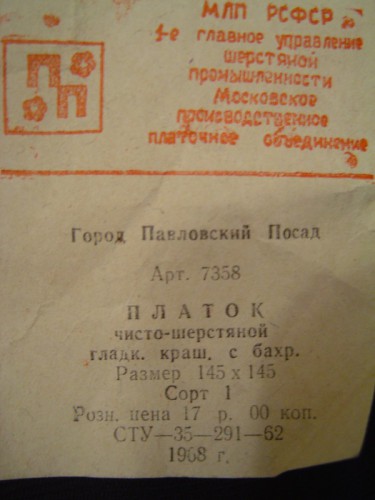 МЛП РСФСР
1-е главное управление
шерстяной
промышленности
Московское
производственное
платочное объединение
П
П
Город Павловский Посад
Арт. 7358
ПЛАТОК
чисто-шерстяной
гладк. краш. с бахр.
Размер 145 х 145
Сорт 1
Розн. цена 17 р. 00 коп.
СТУ—35—291—62
1968 г.